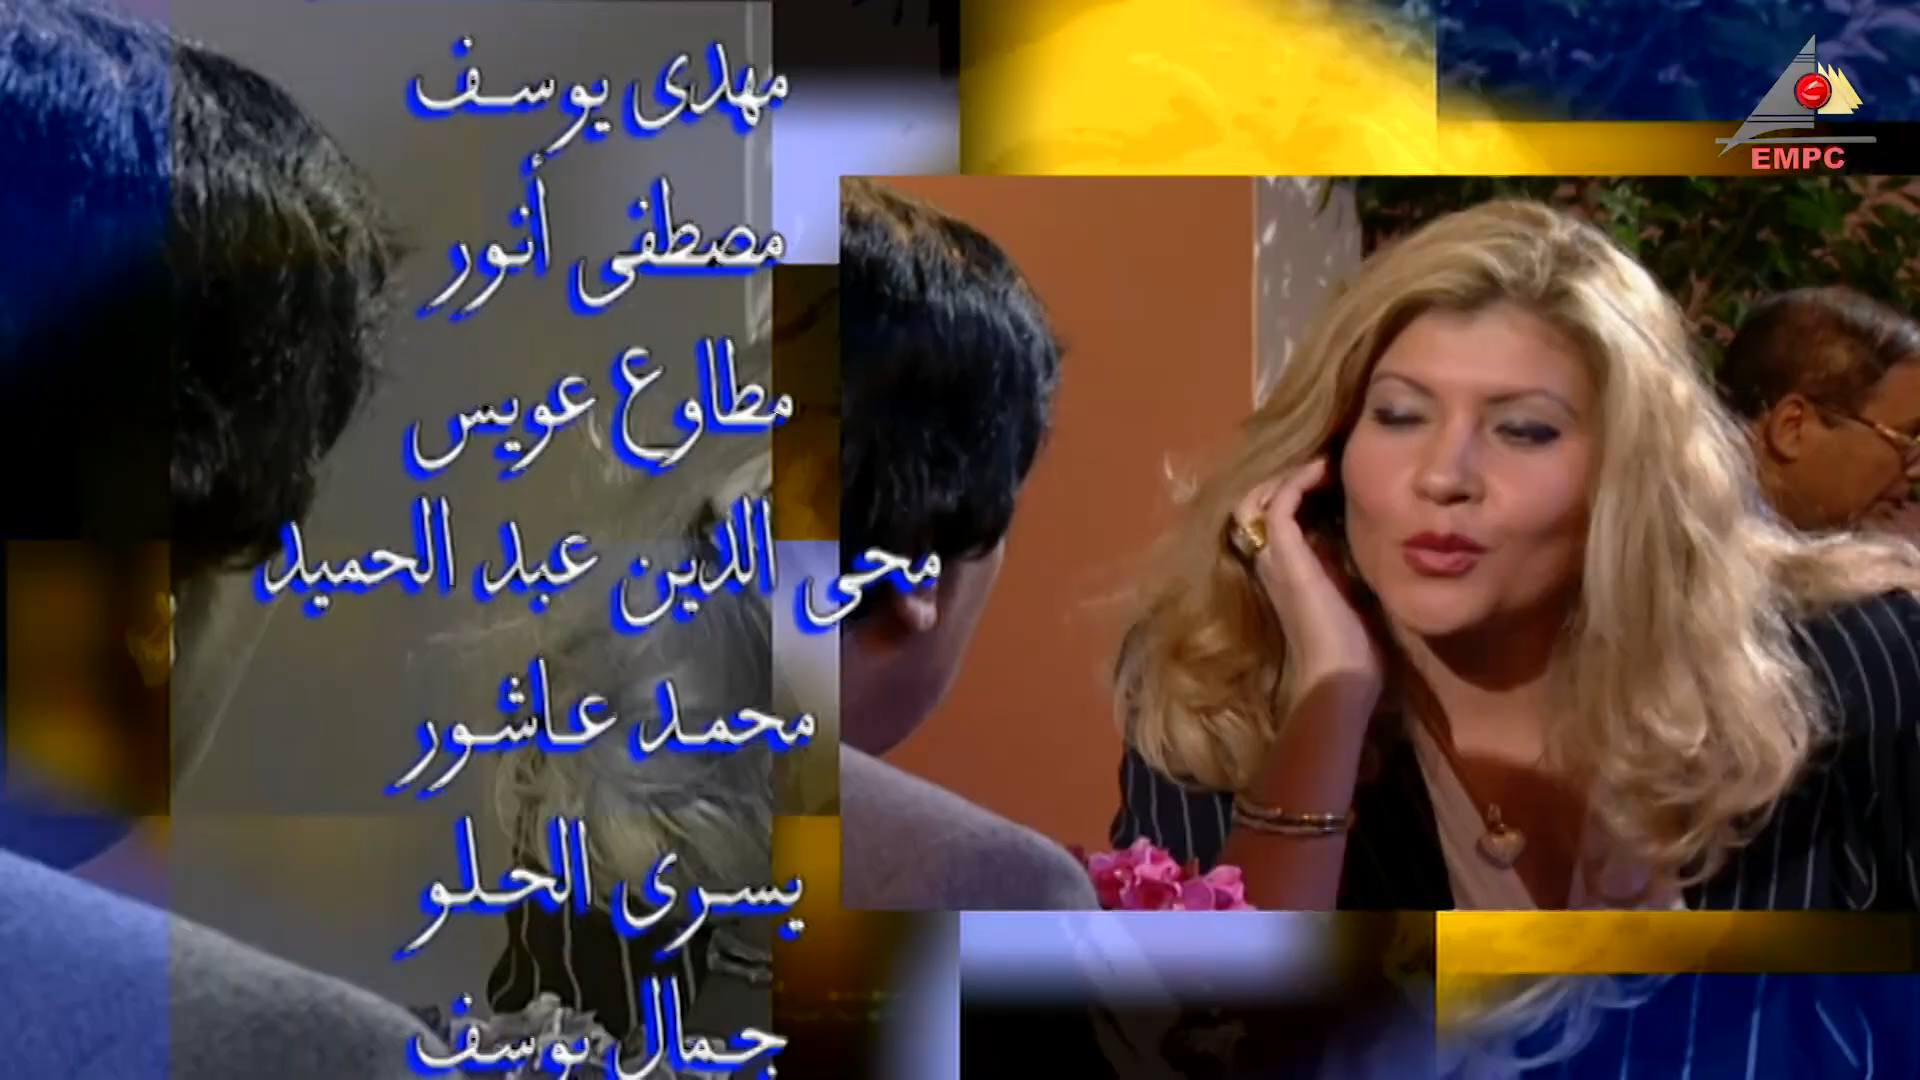 مهدى يوسف
مصطفى أنور
مطاوع عويس
محى الدين عبد الحميد
محمد عاشور
يسرى الحلو
جمال يوسف
EMPC